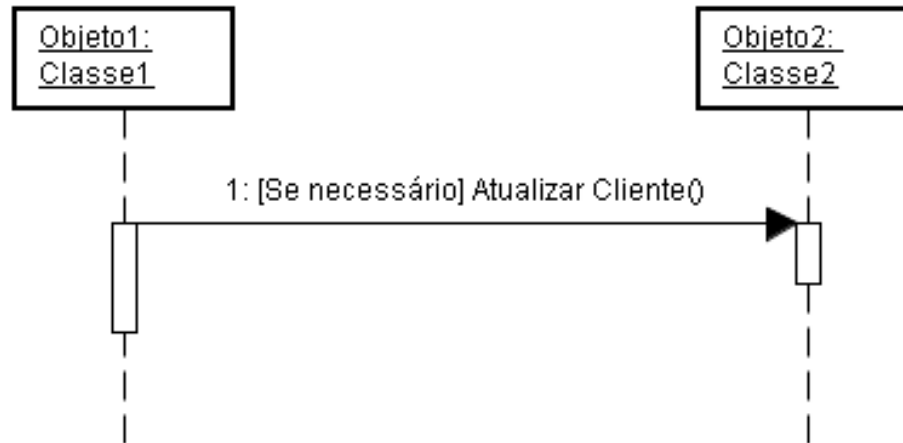 Objeto1:
Classe1
Objeto2:
Classe2
1: [Se necessário] Atualizar Cliente()